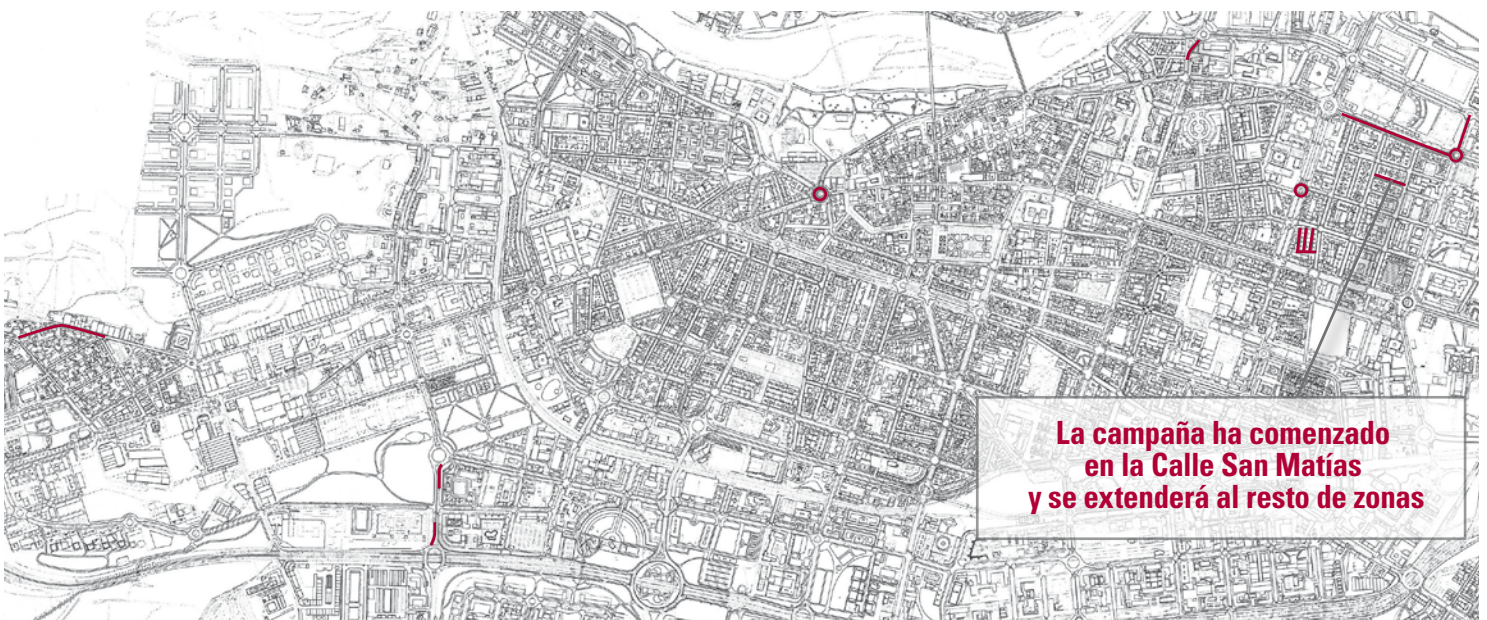 La campaña ha comenzado
en la Calle San Matías
y se extenderá al resto de zonas